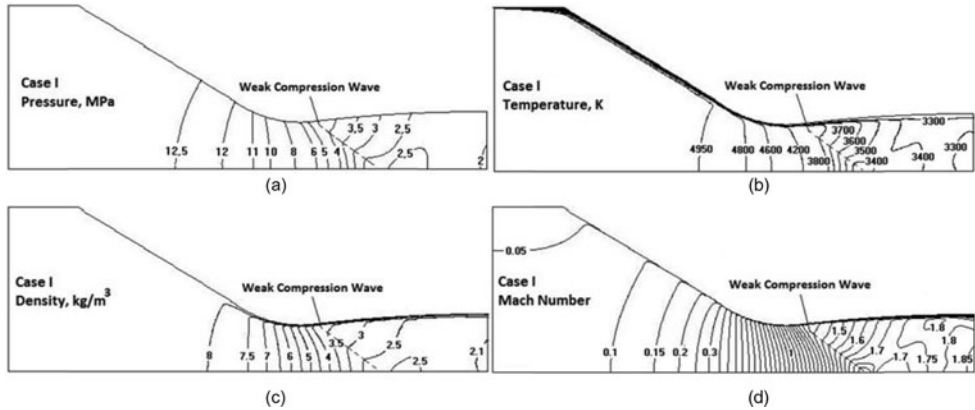 Case I
Pressure, MPa
Weak Compression Wave
12.5 12 11 10 8 6 5 4 3.5 3 2.5 2.5 2
(a)
Case I
Temperature, K
Weak Compression Wave
4950 4800 4600 4200 3800 3700 3600 3500 3400 3400 3300 3300
(b)
Case I
Density, kg/m³
Weak Compression Wave
8 7.5 7 6 5 4 3.5 3 2.5 2.5 2.1
(c)
0.05
Case I
Mach Number
Weak Compression Wave
0.1 0.15 0.2 0.3 1 1.5 1.6 1.7 1.7 1.75 1.8 1.8 1.85
(d)